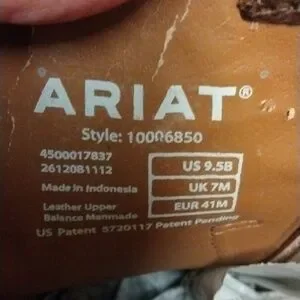 ARIAT®
Style: 10006850
4500017837
2612081112
Made in Indonesia
Leather Upper
Balance Manmade
US 9.5B
UK 7M
EUR 41M
US Patent 5720117 Patent Pending